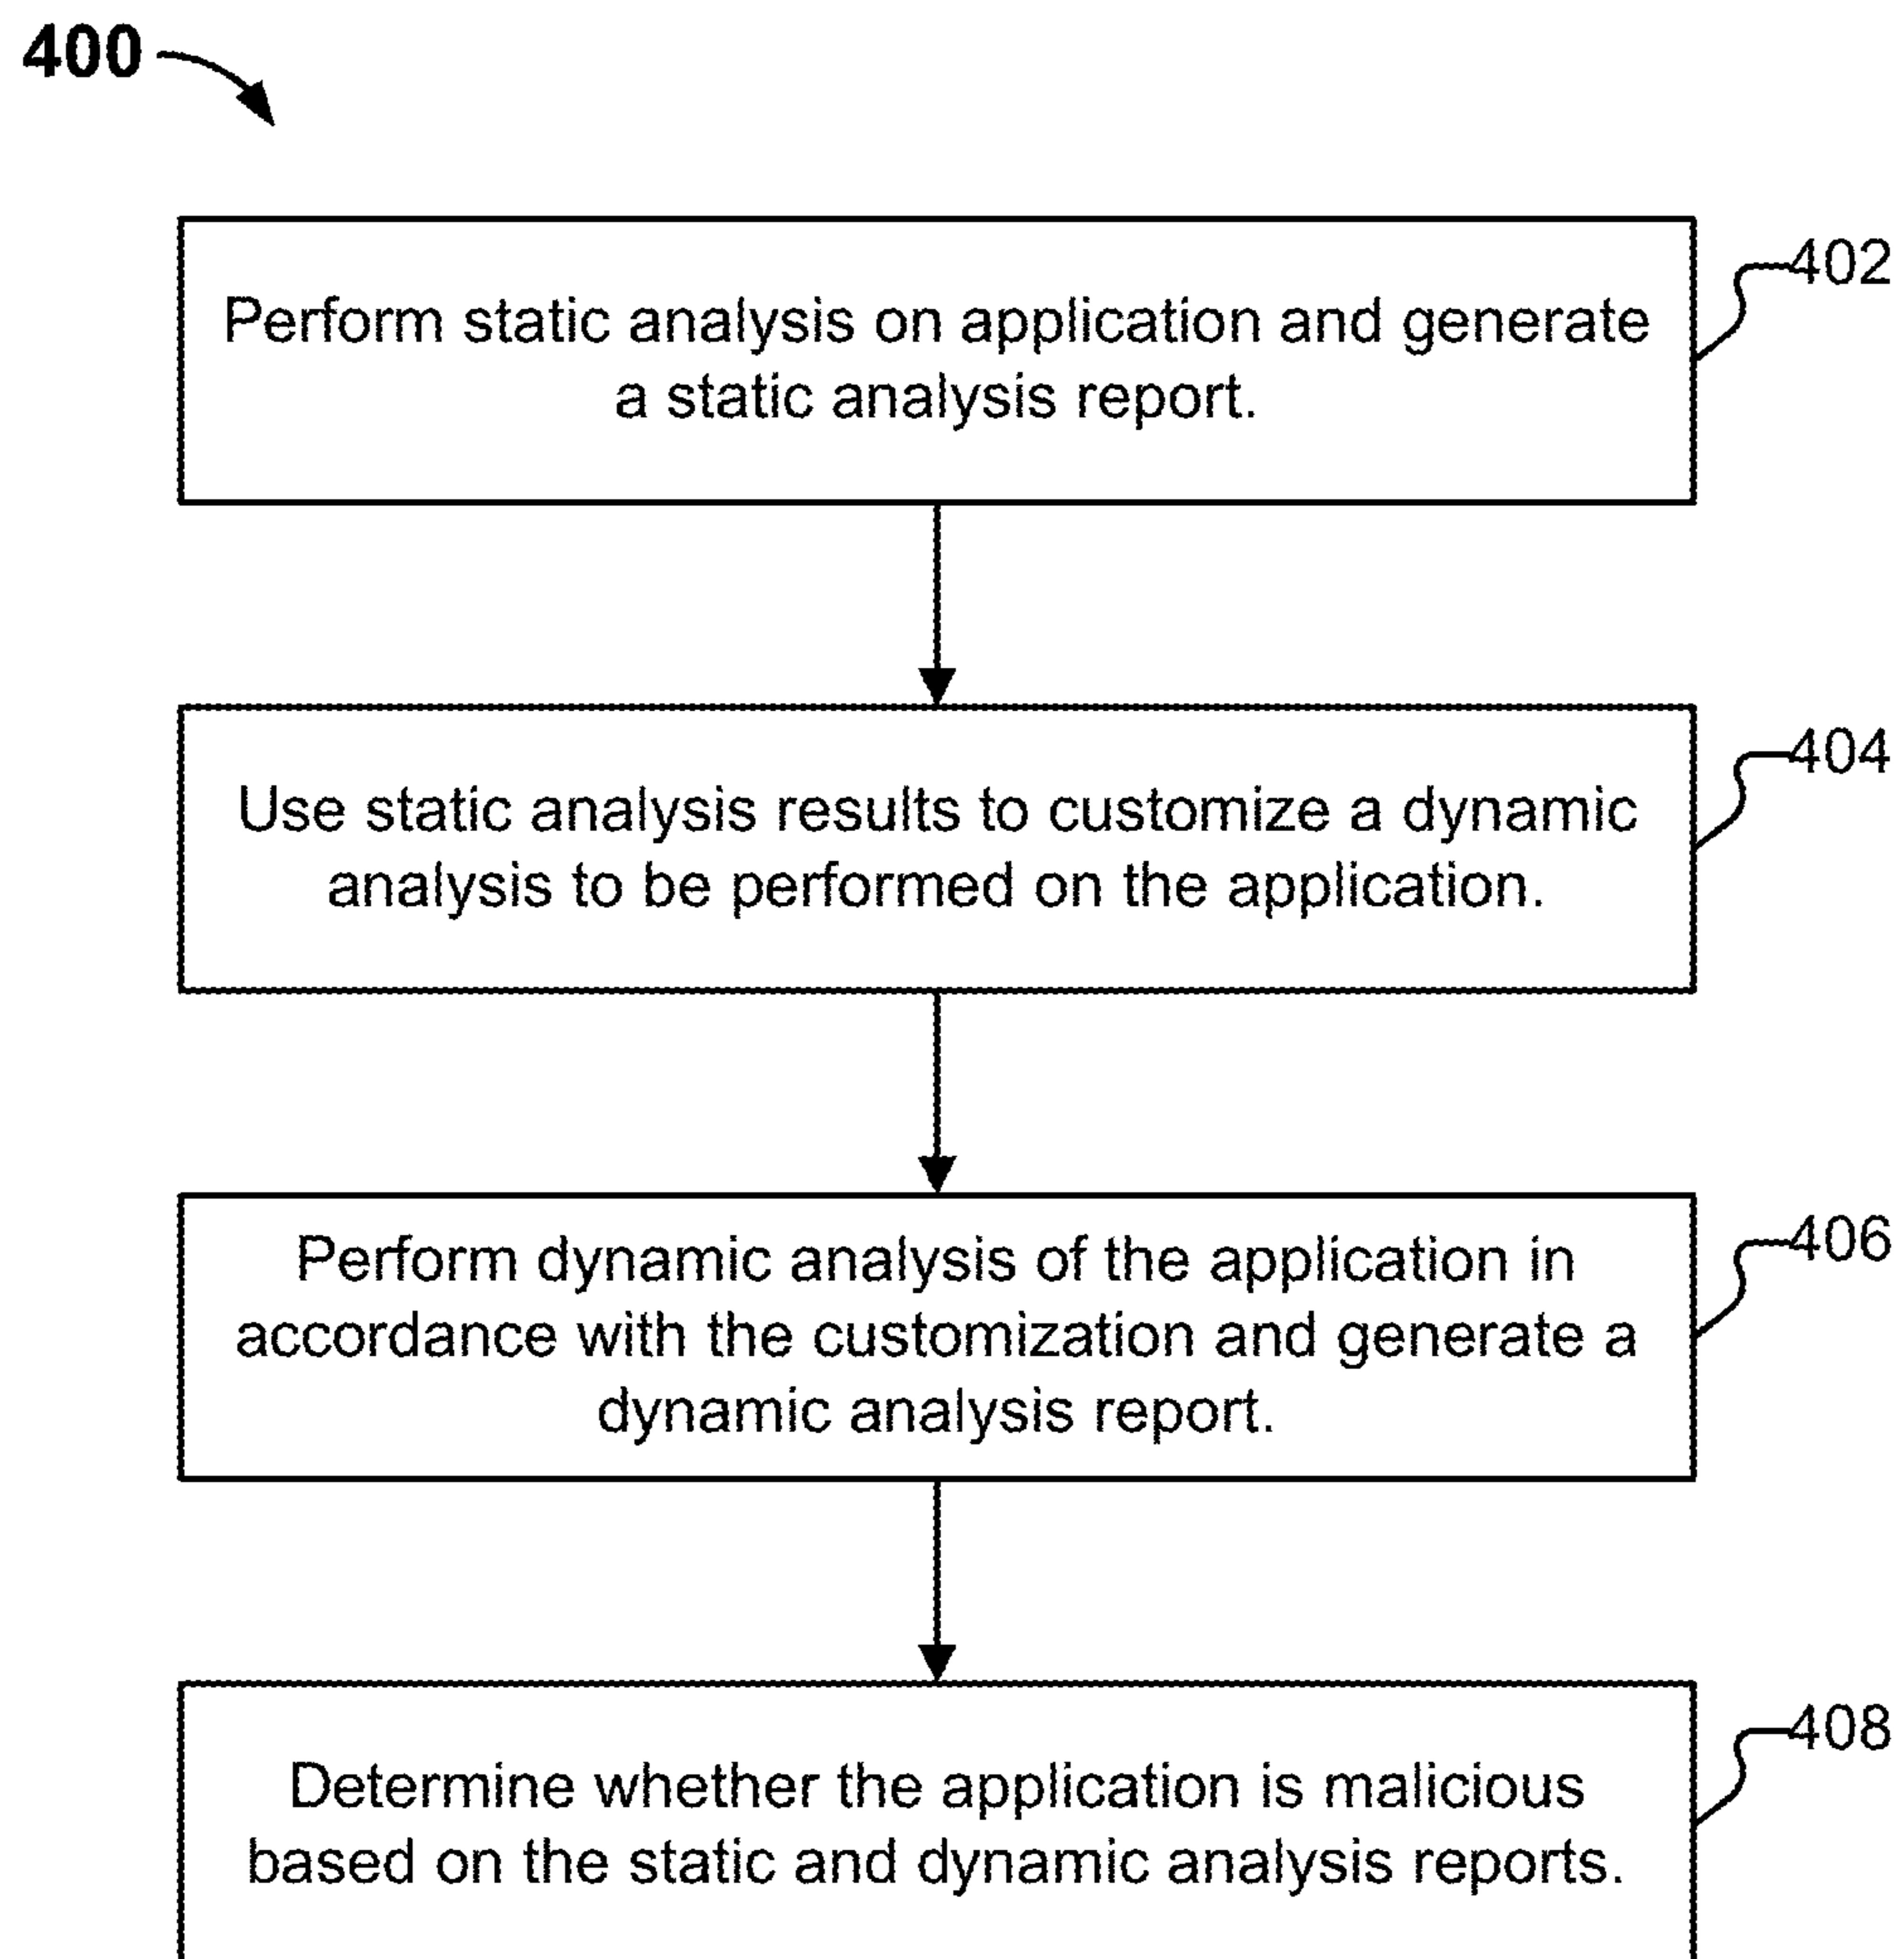 400
402
Perform static analysis on application and generate
a static analysis report.
404
Use static analysis results to customize a dynamic
analysis to be performed on the application.
406
Perform dynamic analysis of the application in
accordance with the customization and generate a
dynamic analysis report.
408
Determine whether the application is malicious
based on the static and dynamic analysis reports.